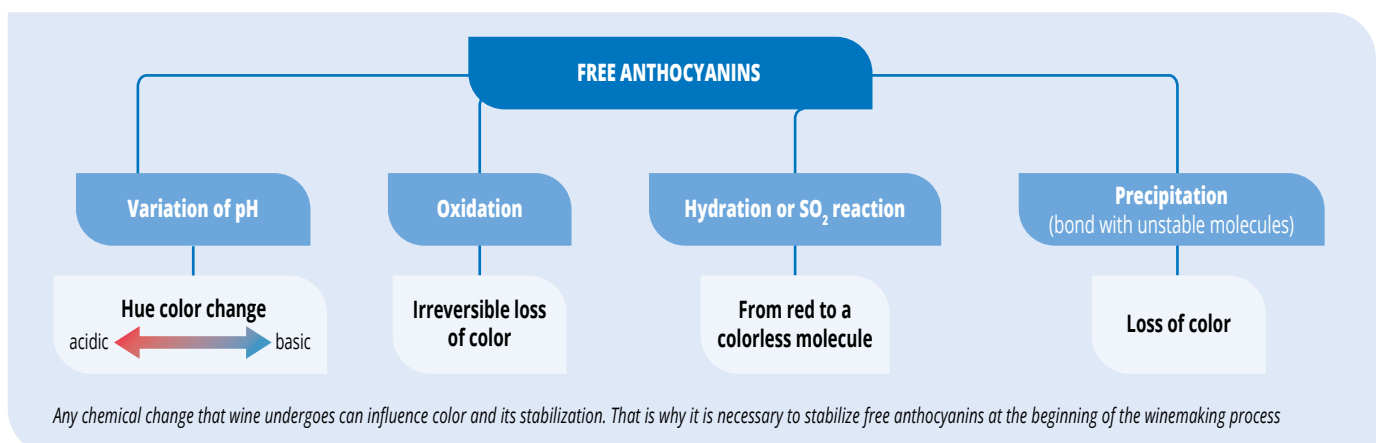 FREE ANTHOCYANINS
Variation of pH
Oxidation
Hydration or SO₂ reaction
Precipitation
(bond with unstable molecules)
Hue color change
acidic
basic
Irreversible loss
of color
From red to a
colorless molecule
Loss of color
Any chemical change that wine undergoes can influence color and its stabilization. That is why it is necessary to stabilize free anthocyanins at the beginning of the winemaking process